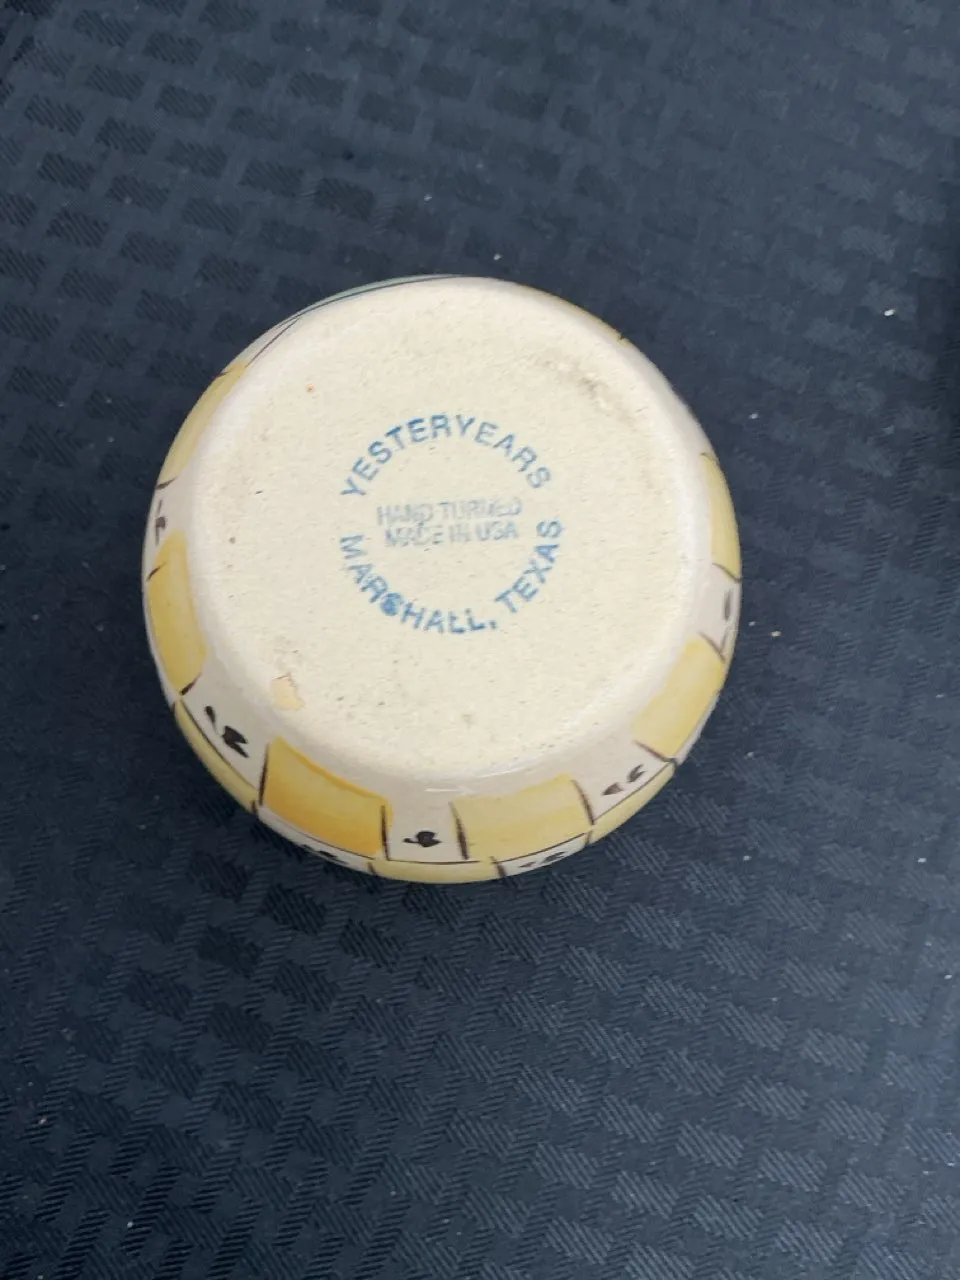 YESTERYEARS
HAND TURNED
MADE IN USA
MARSHALL, TEXAS